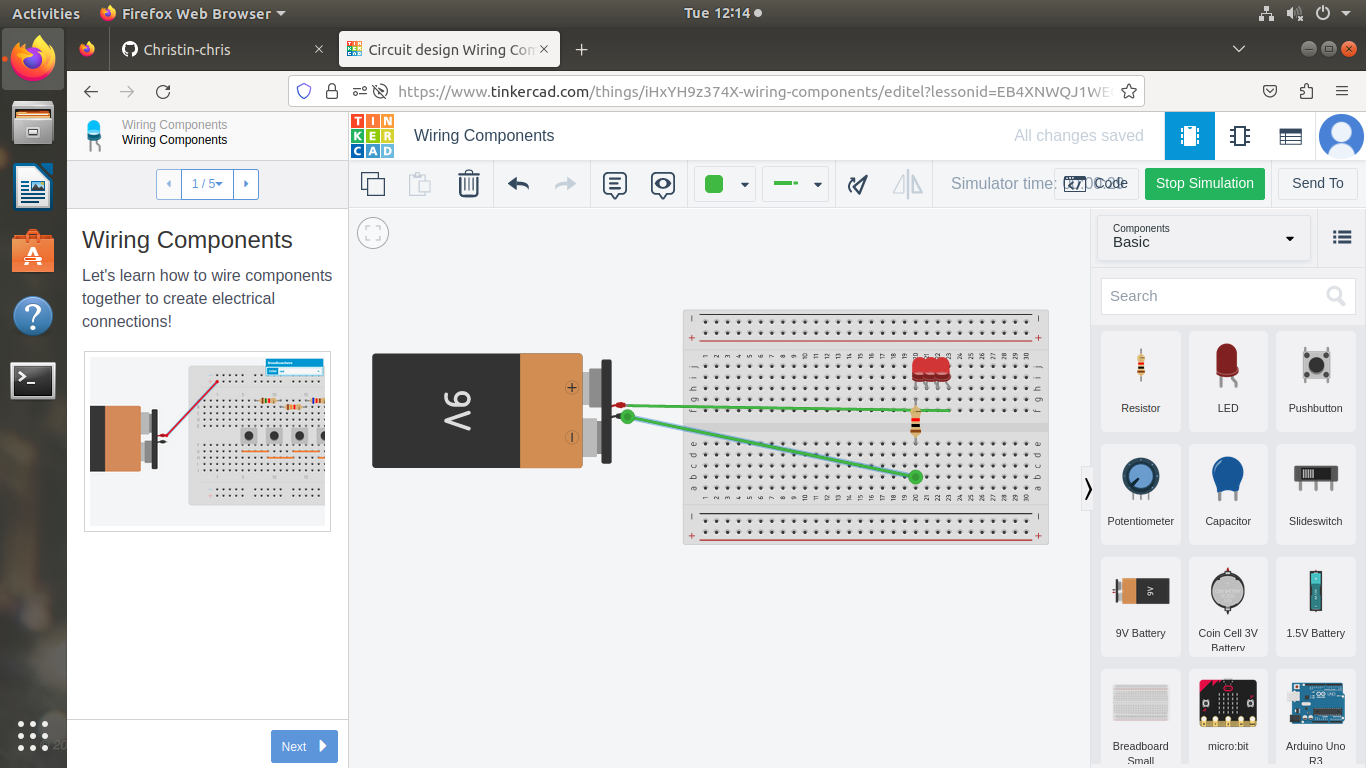 Activities
Firefox Web Browser
Tue 12:14
Christin-chris
Circuit design Wiring Com
https://www.tinkercad.com/things/iHxYH9z374X-wiring-components/editel?lessonid=EB4XNWQJ1WE
Wiring Components
Wiring Components
TIN
KER
CAD
Wiring Components
All changes saved
1 / 5
Simulator time:
Code
Stop Simulation
Send To
Wiring Components
Let's learn how to wire components
together to create electrical
connections!
9V
Components
Basic
Search
Resistor
LED
Pushbutton
Potentiometer
Capacitor
Slideswitch
9V Battery
Coin Cell 3V
Battery
1.5V Battery
Breadboard
Small
micro:bit
Arduino Uno
R3
Next